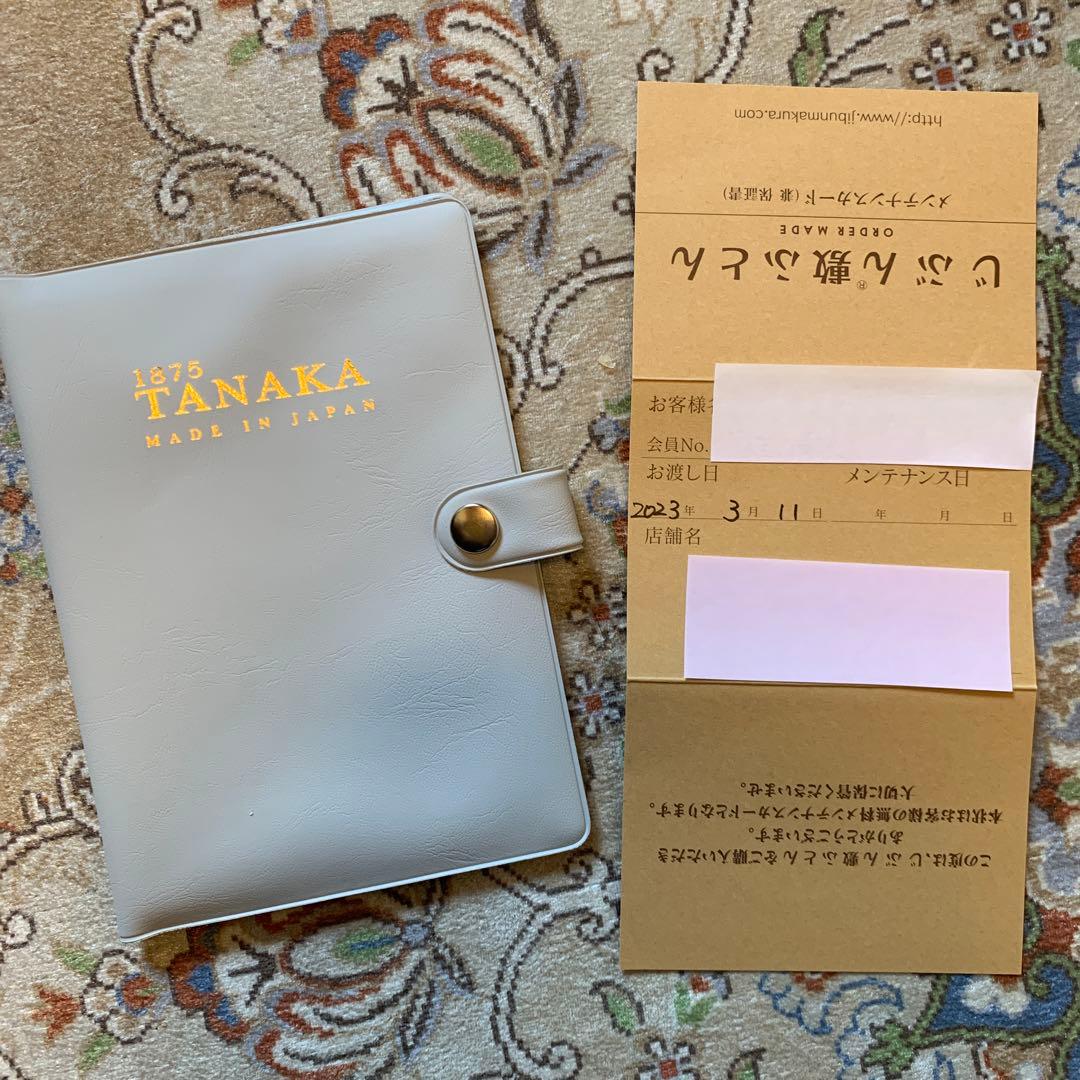 1875
TANAKA
MADE IN JAPAN
http://www.jibunmakura.com
メンテナンスカード(兼 保証書)
ORDER MADE
じぶん®敷ふとん
お客様名
会員No.
お渡し日 メンテナンス日
2023年 3月 11日 年 月 日
店舗名
この度は、じぶん敷ふとんをご購入いただき
ありがとうございます。
本状はお客様の無料メンテナンスカードとなります。
大切に保管くださいませ。